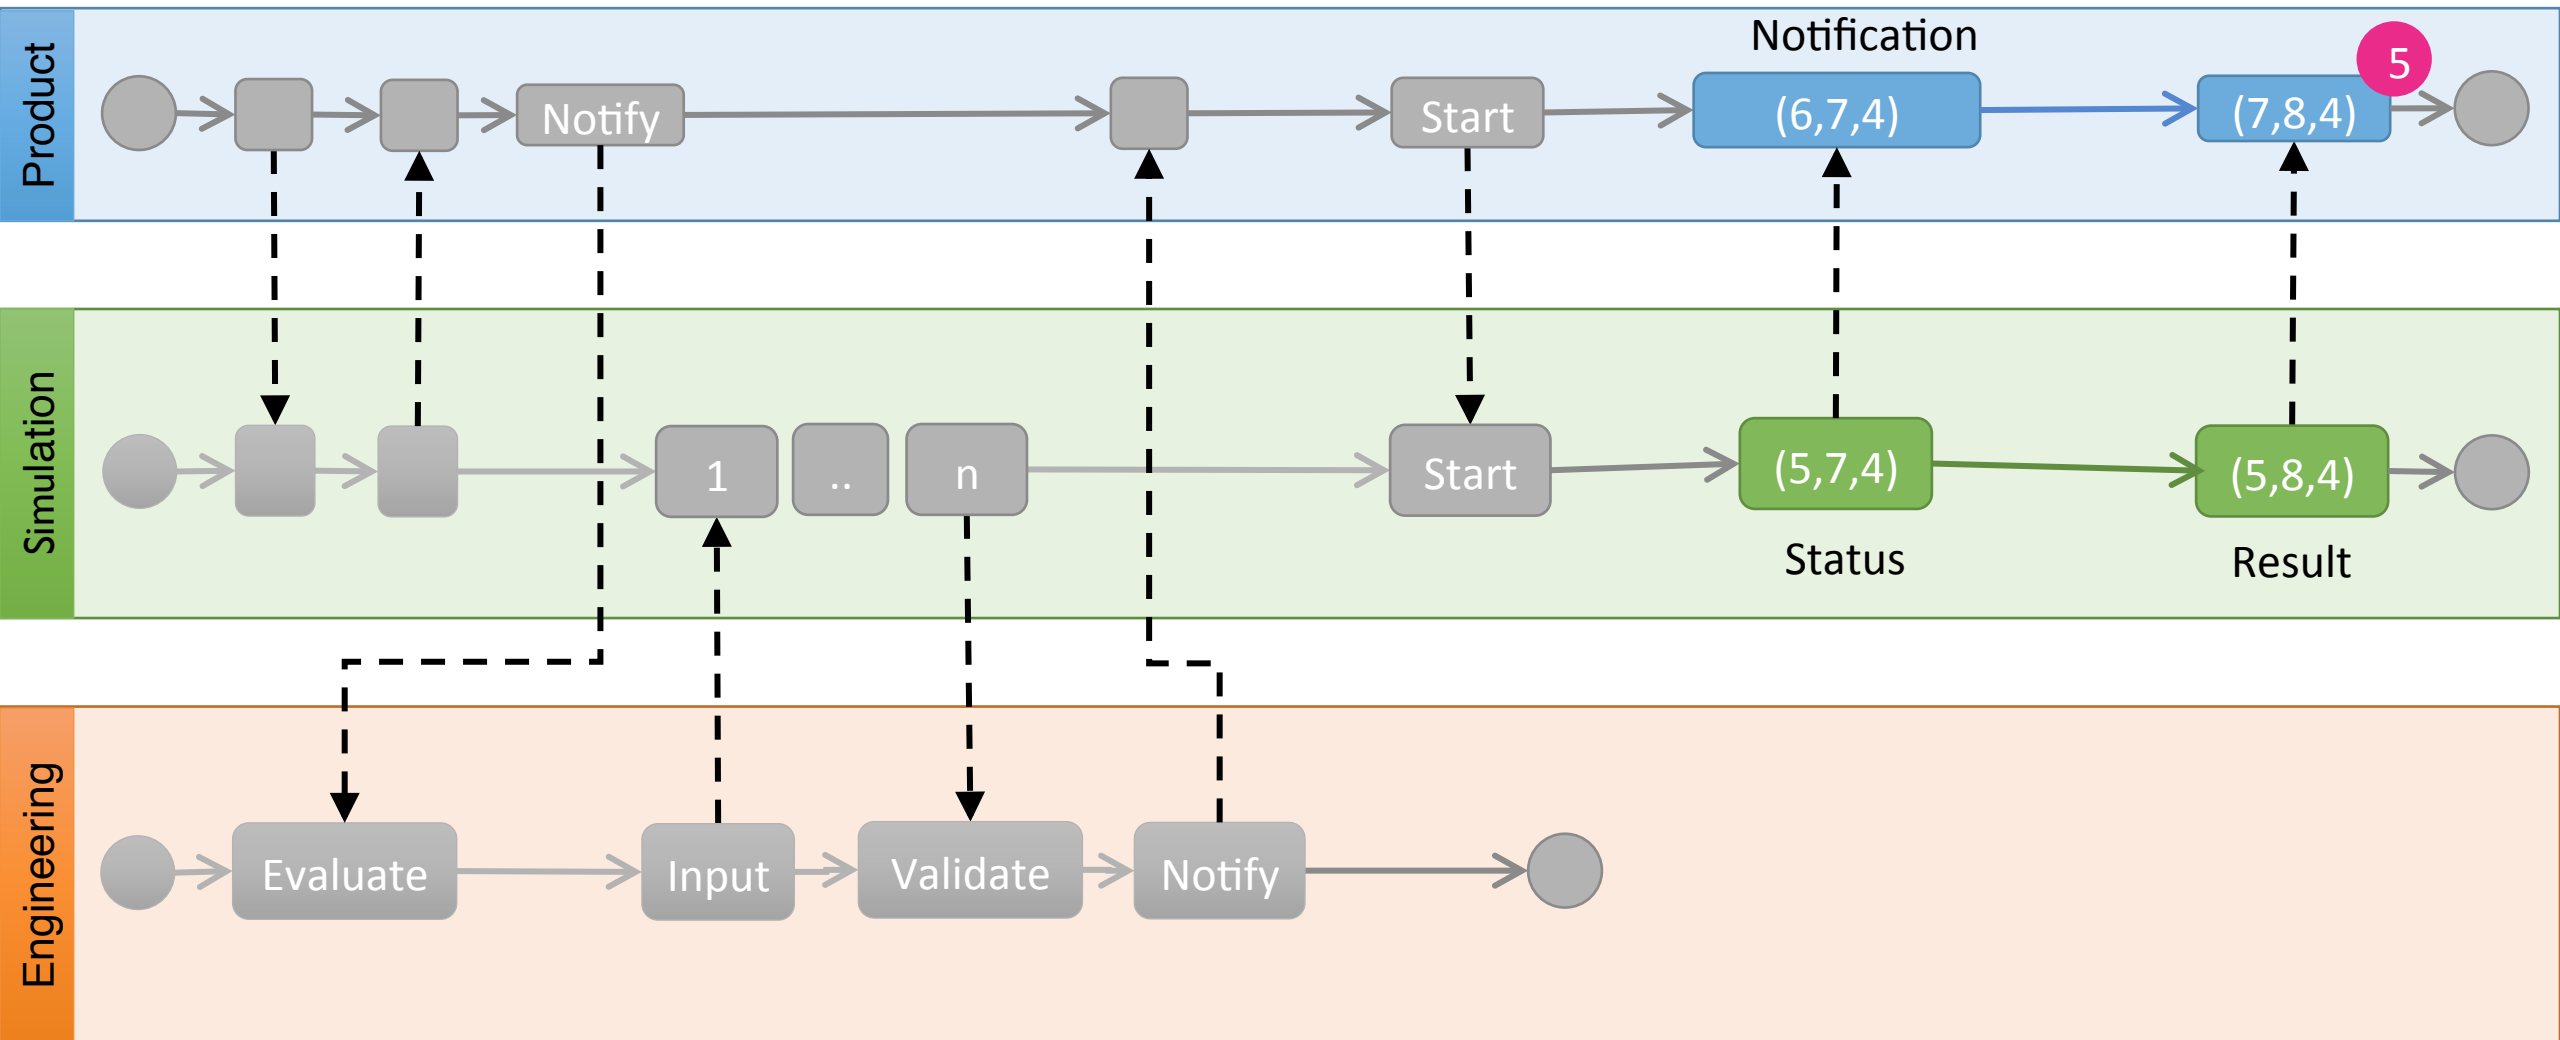 Product
Notification
5
Notify
Start
(6,7,4)
(7,8,4)
Simulation
1
..
n
Start
(5,7,4)
(5,8,4)
Status
Result
Engineering
Evaluate
Input
Validate
Notify